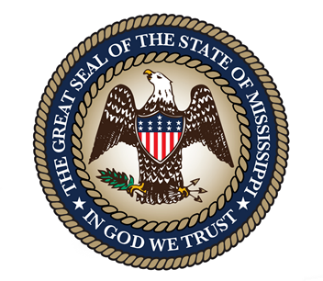 THE GREAT SEAL OF THE STATE OF MISSISSIPPI
IN GOD WE TRUST